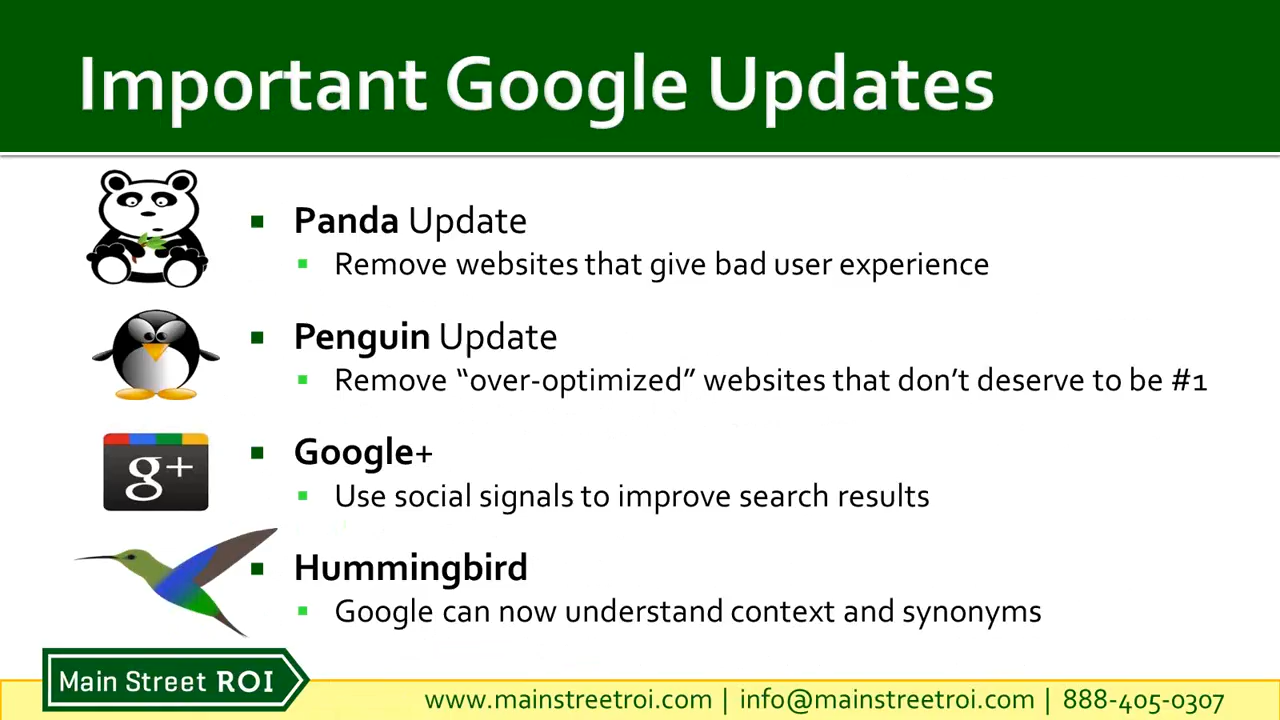 Important Google Updates
Panda Update
Remove websites that give bad user experience
Penguin Update
Remove “over-optimized” websites that don’t deserve to be #1
g+
Google+
Use social signals to improve search results
Hummingbird
Google can now understand context and synonyms
Main Street ROI
www.mainstreetroi.com | info@mainstreetroi.com | 888-405-0307